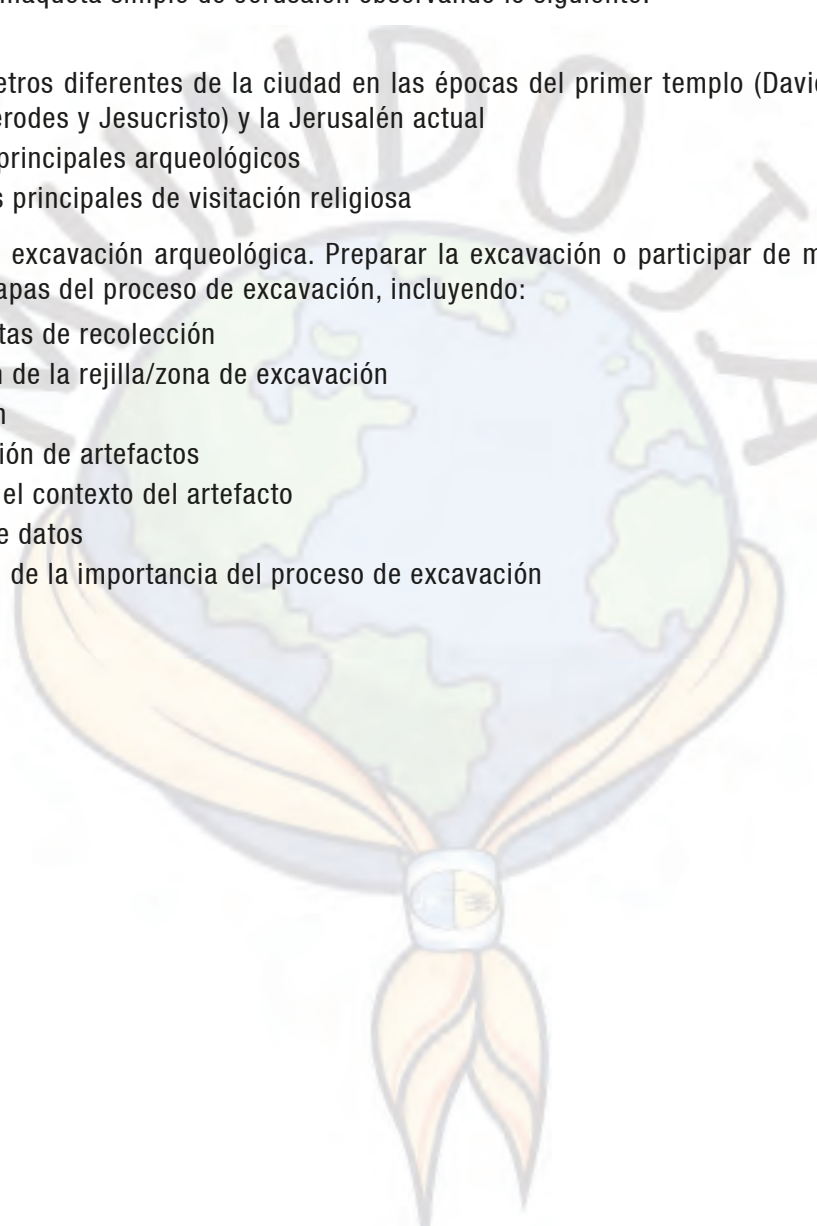 maqueta simple de Jerusalén observando lo siguiente:
etros diferentes de la ciudad en las épocas del primer templo (David
erodes y Jesucristo) y la Jerusalén actual
principales arqueológicos
s principales de visitación religiosa
excavación arqueológica. Preparar la excavación o participar de m
apas del proceso de excavación, incluyendo:
tas de recolección
n de la rejilla/zona de excavación
n
ión de artefactos
el contexto del artefacto
e datos
de la importancia del proceso de excavación
MUNDO JA